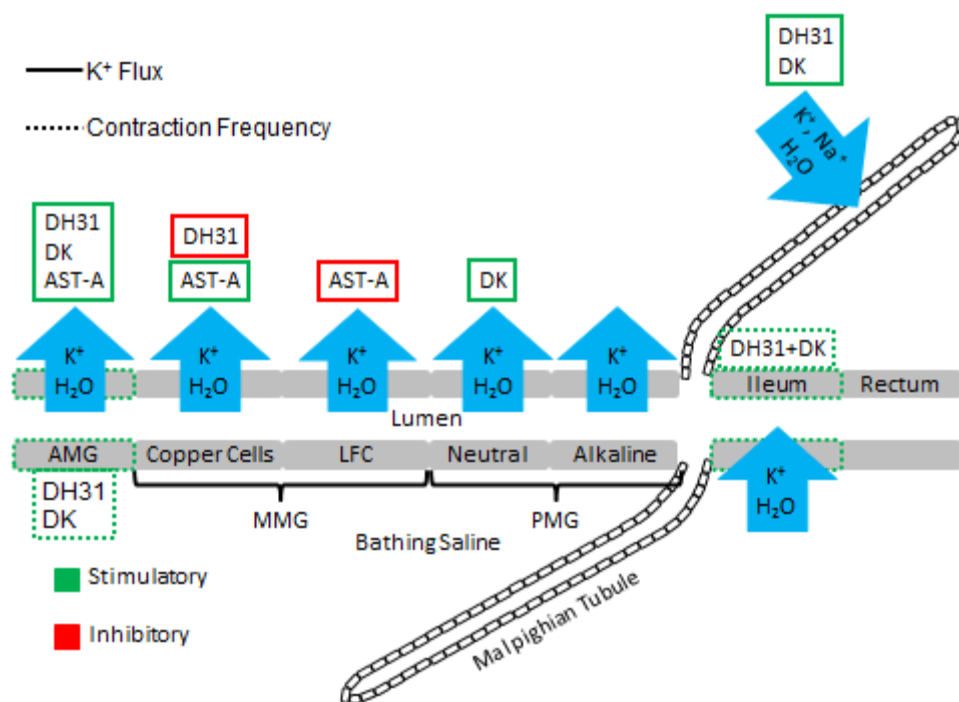 K⁺ Flux
Contraction Frequency
DH31
DK
K⁺, Na⁺
H₂O
DH31
DK
AST-A
DH31
AST-A
AST-A
DK
K⁺
H₂O
K⁺
H₂O
K⁺
H₂O
K⁺
H₂O
K⁺
H₂O
DH31+DK
Ileum
Rectum
Lumen
AMG
Copper Cells
LFC
Neutral
Alkaline
K⁺
H₂O
DH31
DK
MMG
PMG
Bathing Saline
Stimulatory
Inhibitory
Malpighian Tubule